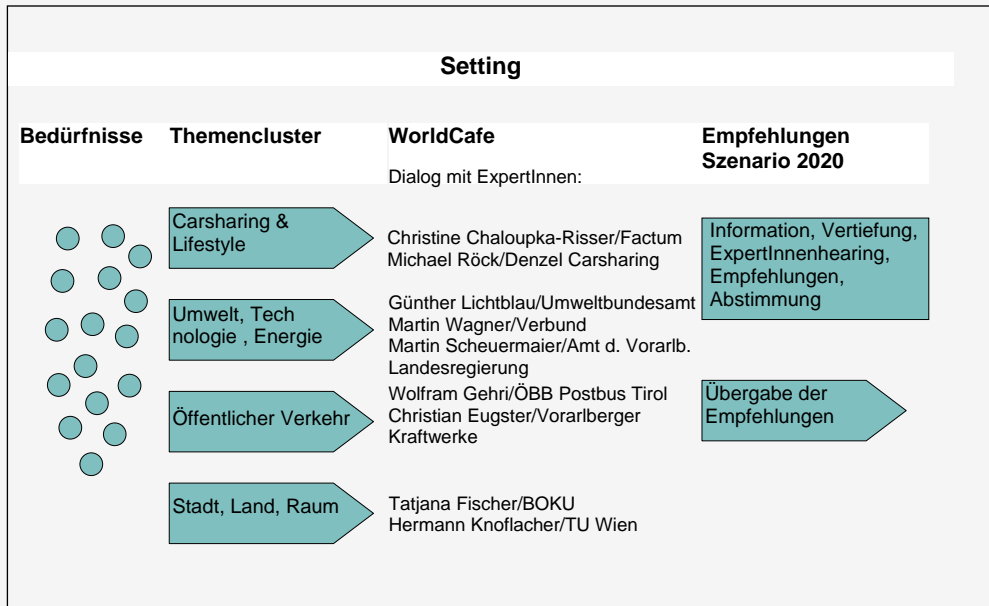 Setting
Bedürfnisse
Themencluster
WorldCafe
Empfehlungen
Szenario 2020
Dialog mit ExpertInnen:
Carsharing &
Lifestyle
Christine Chaloupka-Risser/Factum
Michael Röck/Denzel Carsharing
Information, Vertiefung,
ExpertInnenhearing,
Empfehlungen,
Abstimmung
Umwelt, Tech
nologie , Energie
Günther Lichtblau/Umweltbundesamt
Martin Wagner/Verbund
Martin Scheuermaier/Amt d. Vorarlb.
Landesregierung
Öffentlicher Verkehr
Wolfram Gehri/ÖBB Postbus Tirol
Christian Eugster/Vorarlberger
Kraftwerke
Übergabe der
Empfehlungen
Stadt, Land, Raum
Tatjana Fischer/BOKU
Hermann Knoflacher/TU Wien